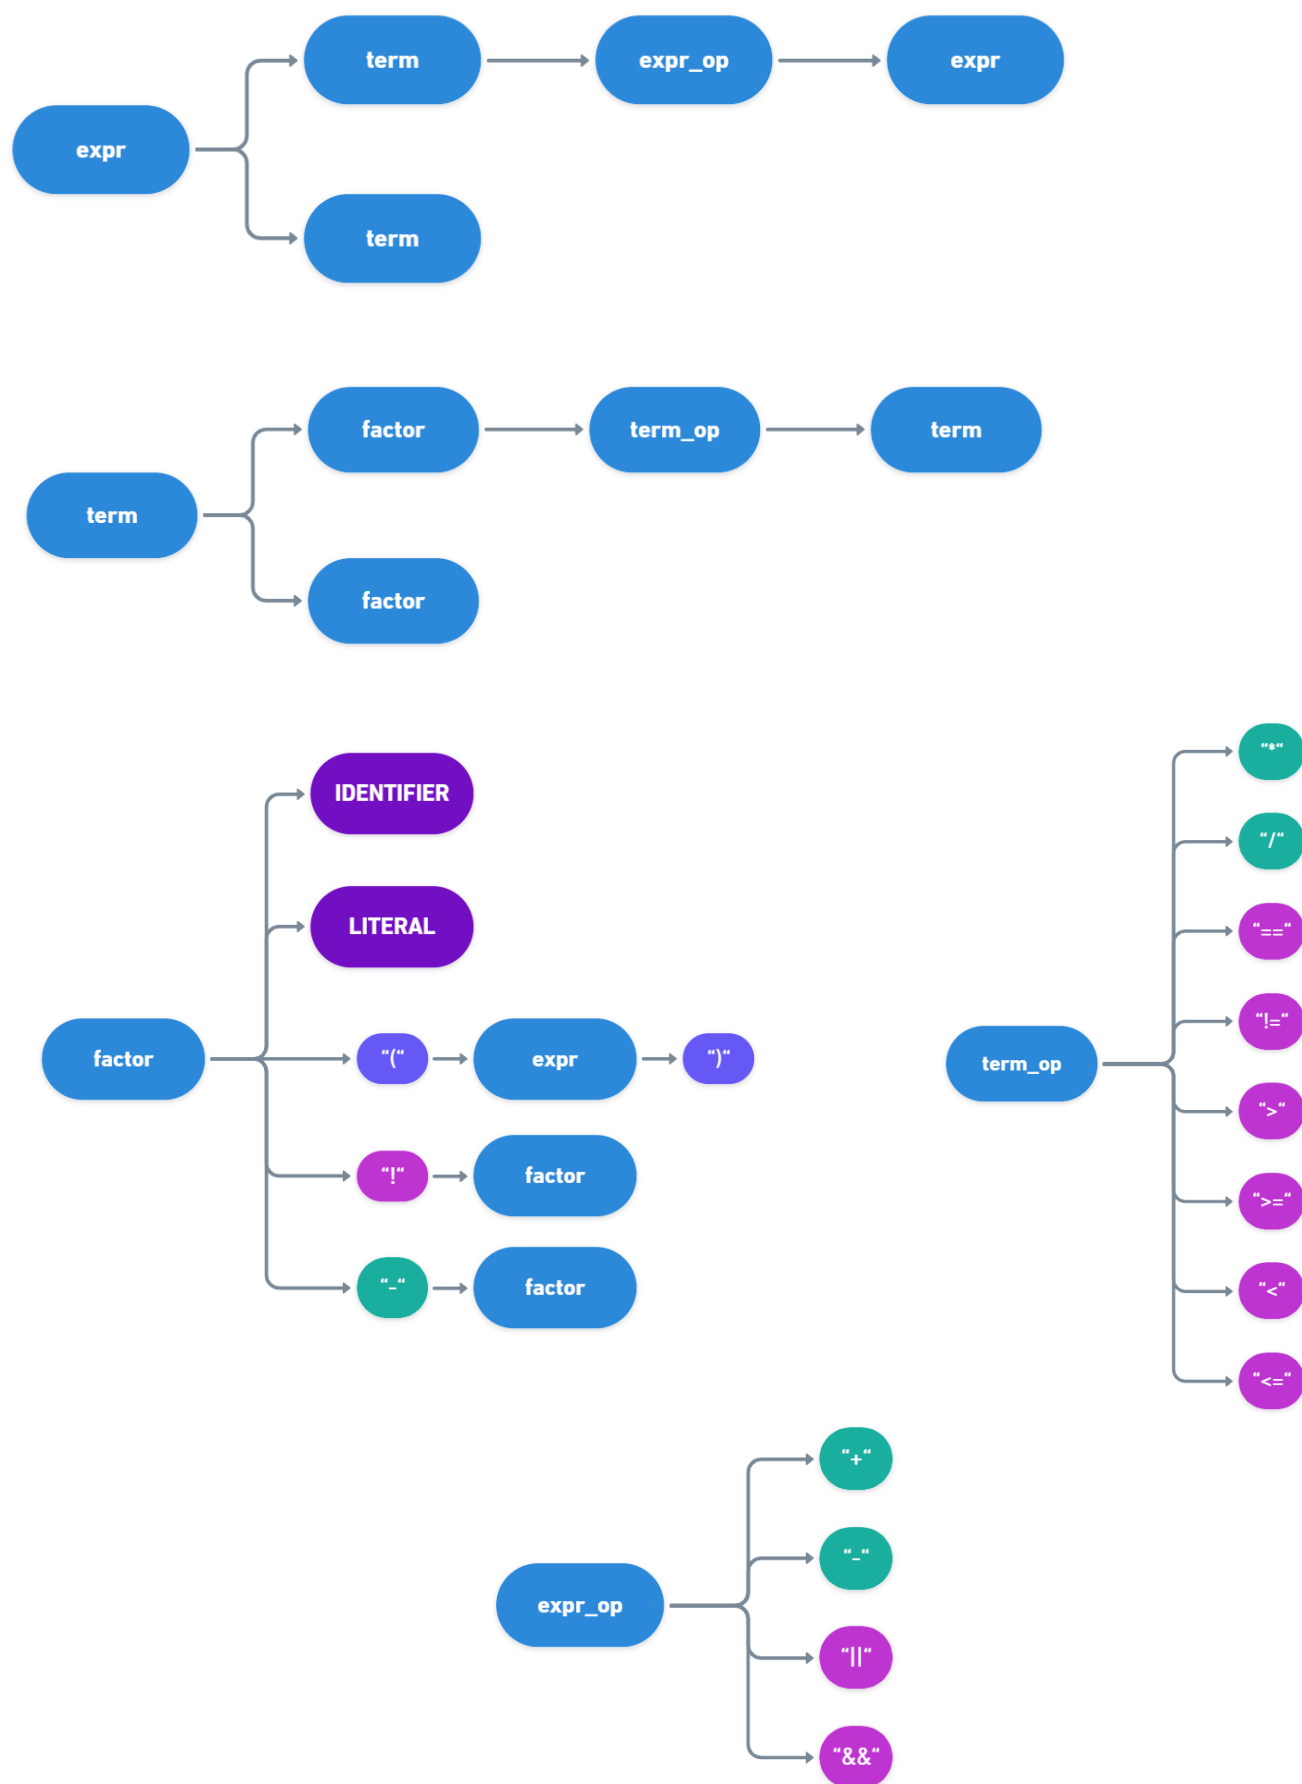 term
expr_op
expr
expr
term
factor
term_op
term
term
factor
IDENTIFIER
LITERAL
factor
“(“
expr
“)“
“!“
factor
“-“
factor
term_op
“*“
“/“
“==“
“!=“
“>“
“>=“
“<“
“<=“
expr_op
“+“
“-“
“||“
“&&“